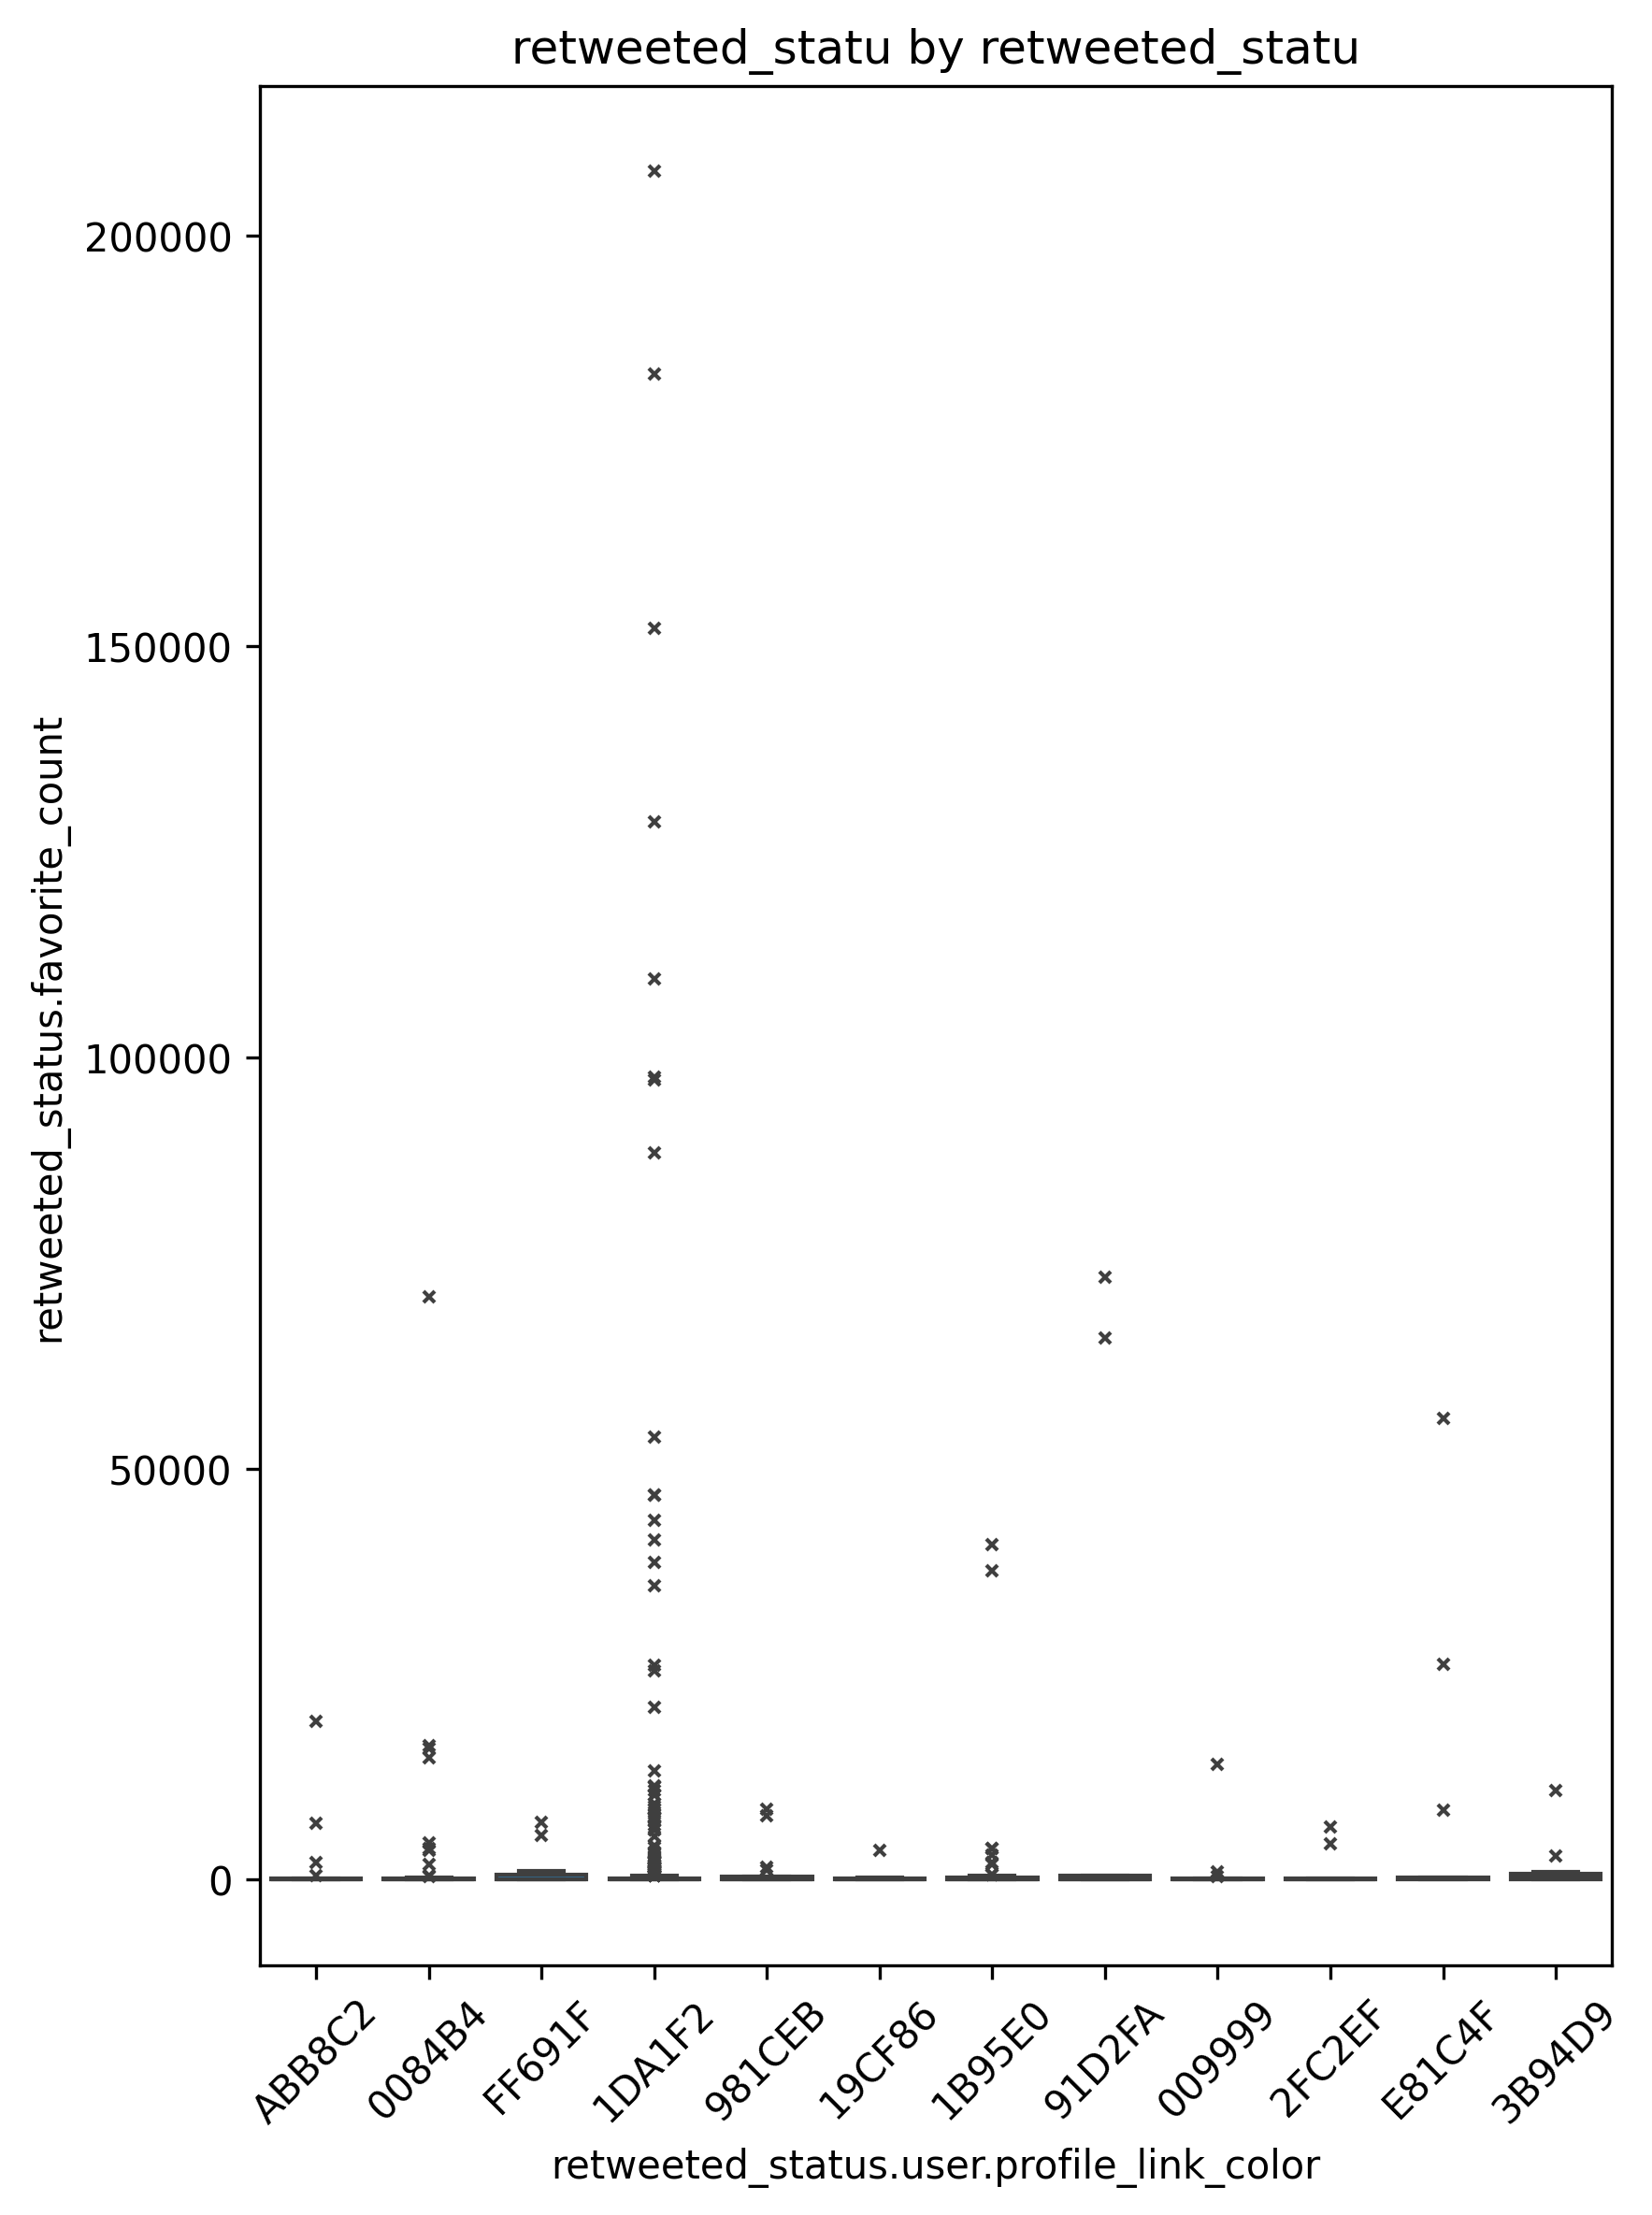 retweeted_statu by retweeted_statu
retweeted_status.favorite_count
200000
150000
100000
50000
0
ABB8C2
0084B4
FF691F
1DA1F2
981CEB
19CF86
1B95E0
91D2FA
009999
2FC2EF
E81C4F
3B94D9
retweeted_status.user.profile_link_color